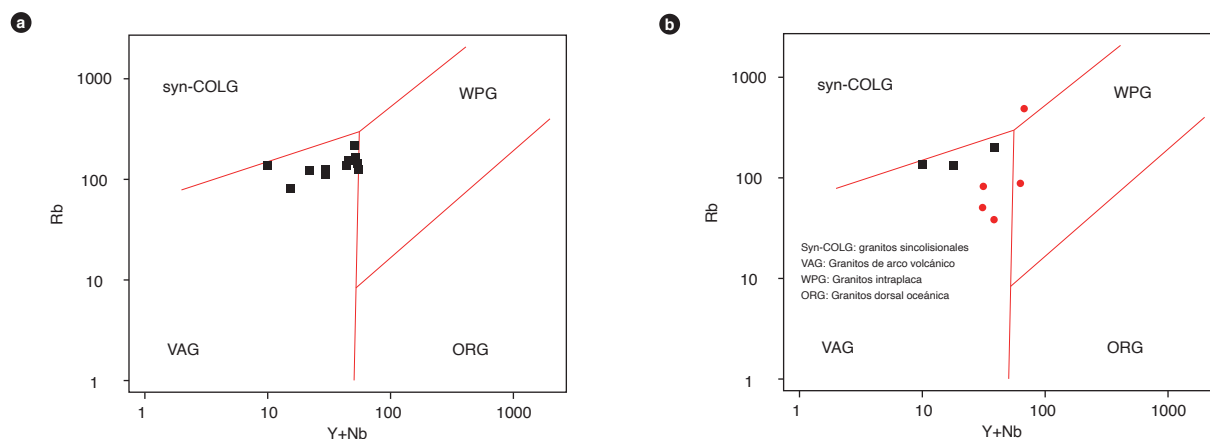 a
1000
100
10
1
Rb
syn-COLG
WPG
VAG
ORG
1 10 100 1000
Y+Nb
b
1000
100
10
1
Rb
syn-COLG
WPG
Syn-COLG: granitos sincolisionales
VAG: Granitos de arco volcánico
WPG: Granitos intraplaca
ORG: Granitos dorsal oceánica
VAG
ORG
1 10 100 1000
Y+Nb